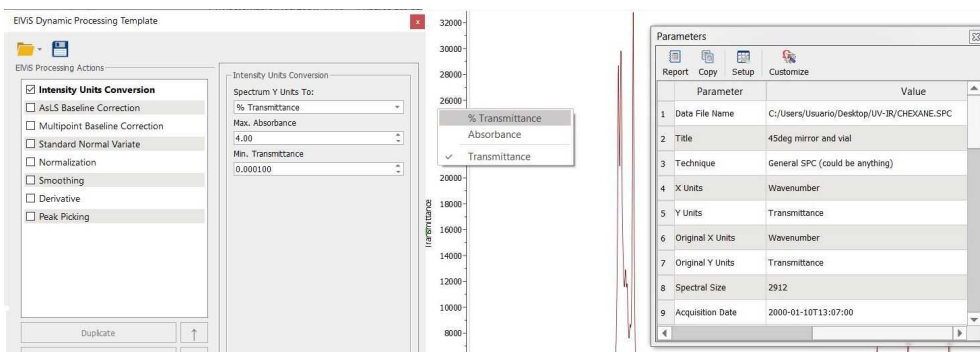 ElViS Dynamic Processing Template
x
ElViS Processing Actions
Intensity Units Conversion
AsLS Baseline Correction
Multipoint Baseline Correction
Standard Normal Variate
Normalization
Smoothing
Derivative
Peak Picking
Duplicate
Intensity Units Conversion
Spectrum Y Units To:
% Transmittance
Max. Absorbance
4.00
Min. Transmittance
0.000100
32000
30000
28000
26000
20000
18000
16000
14000
12000
10000
8000
Transmittance
% Transmittance
Absorbance
Transmittance
Parameters
Report Copy Setup Customize
Parameter Value
1 Data File Name C:/Users/Usuario/Desktop/UV-IR/CHEXANE.SPC
2 Title 45deg mirror and vial
3 Technique General SPC (could be anything)
4 X Units Wavenumber
5 Y Units Transmittance
6 Original X Units Wavenumber
7 Original Y Units Transmittance
8 Spectral Size 2912
9 Acquisition Date 2000-01-10T13:07:00